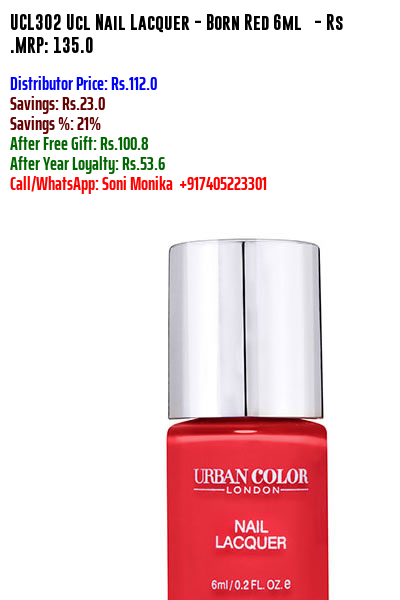 UCL302 Ucl Nail Lacquer - Born Red 6ml - Rs
.MRP: 135.0
Distributor Price: Rs.112.0
Savings: Rs.23.0
Savings %: 21%
After Free Gift: Rs.100.8
After Year Loyalty: Rs.53.6
Call/WhatsApp: Soni Monika +917405223301
URBAN COLOR
LONDON
NAIL
LACQUER
6ml/0.2 FL. OZ.e